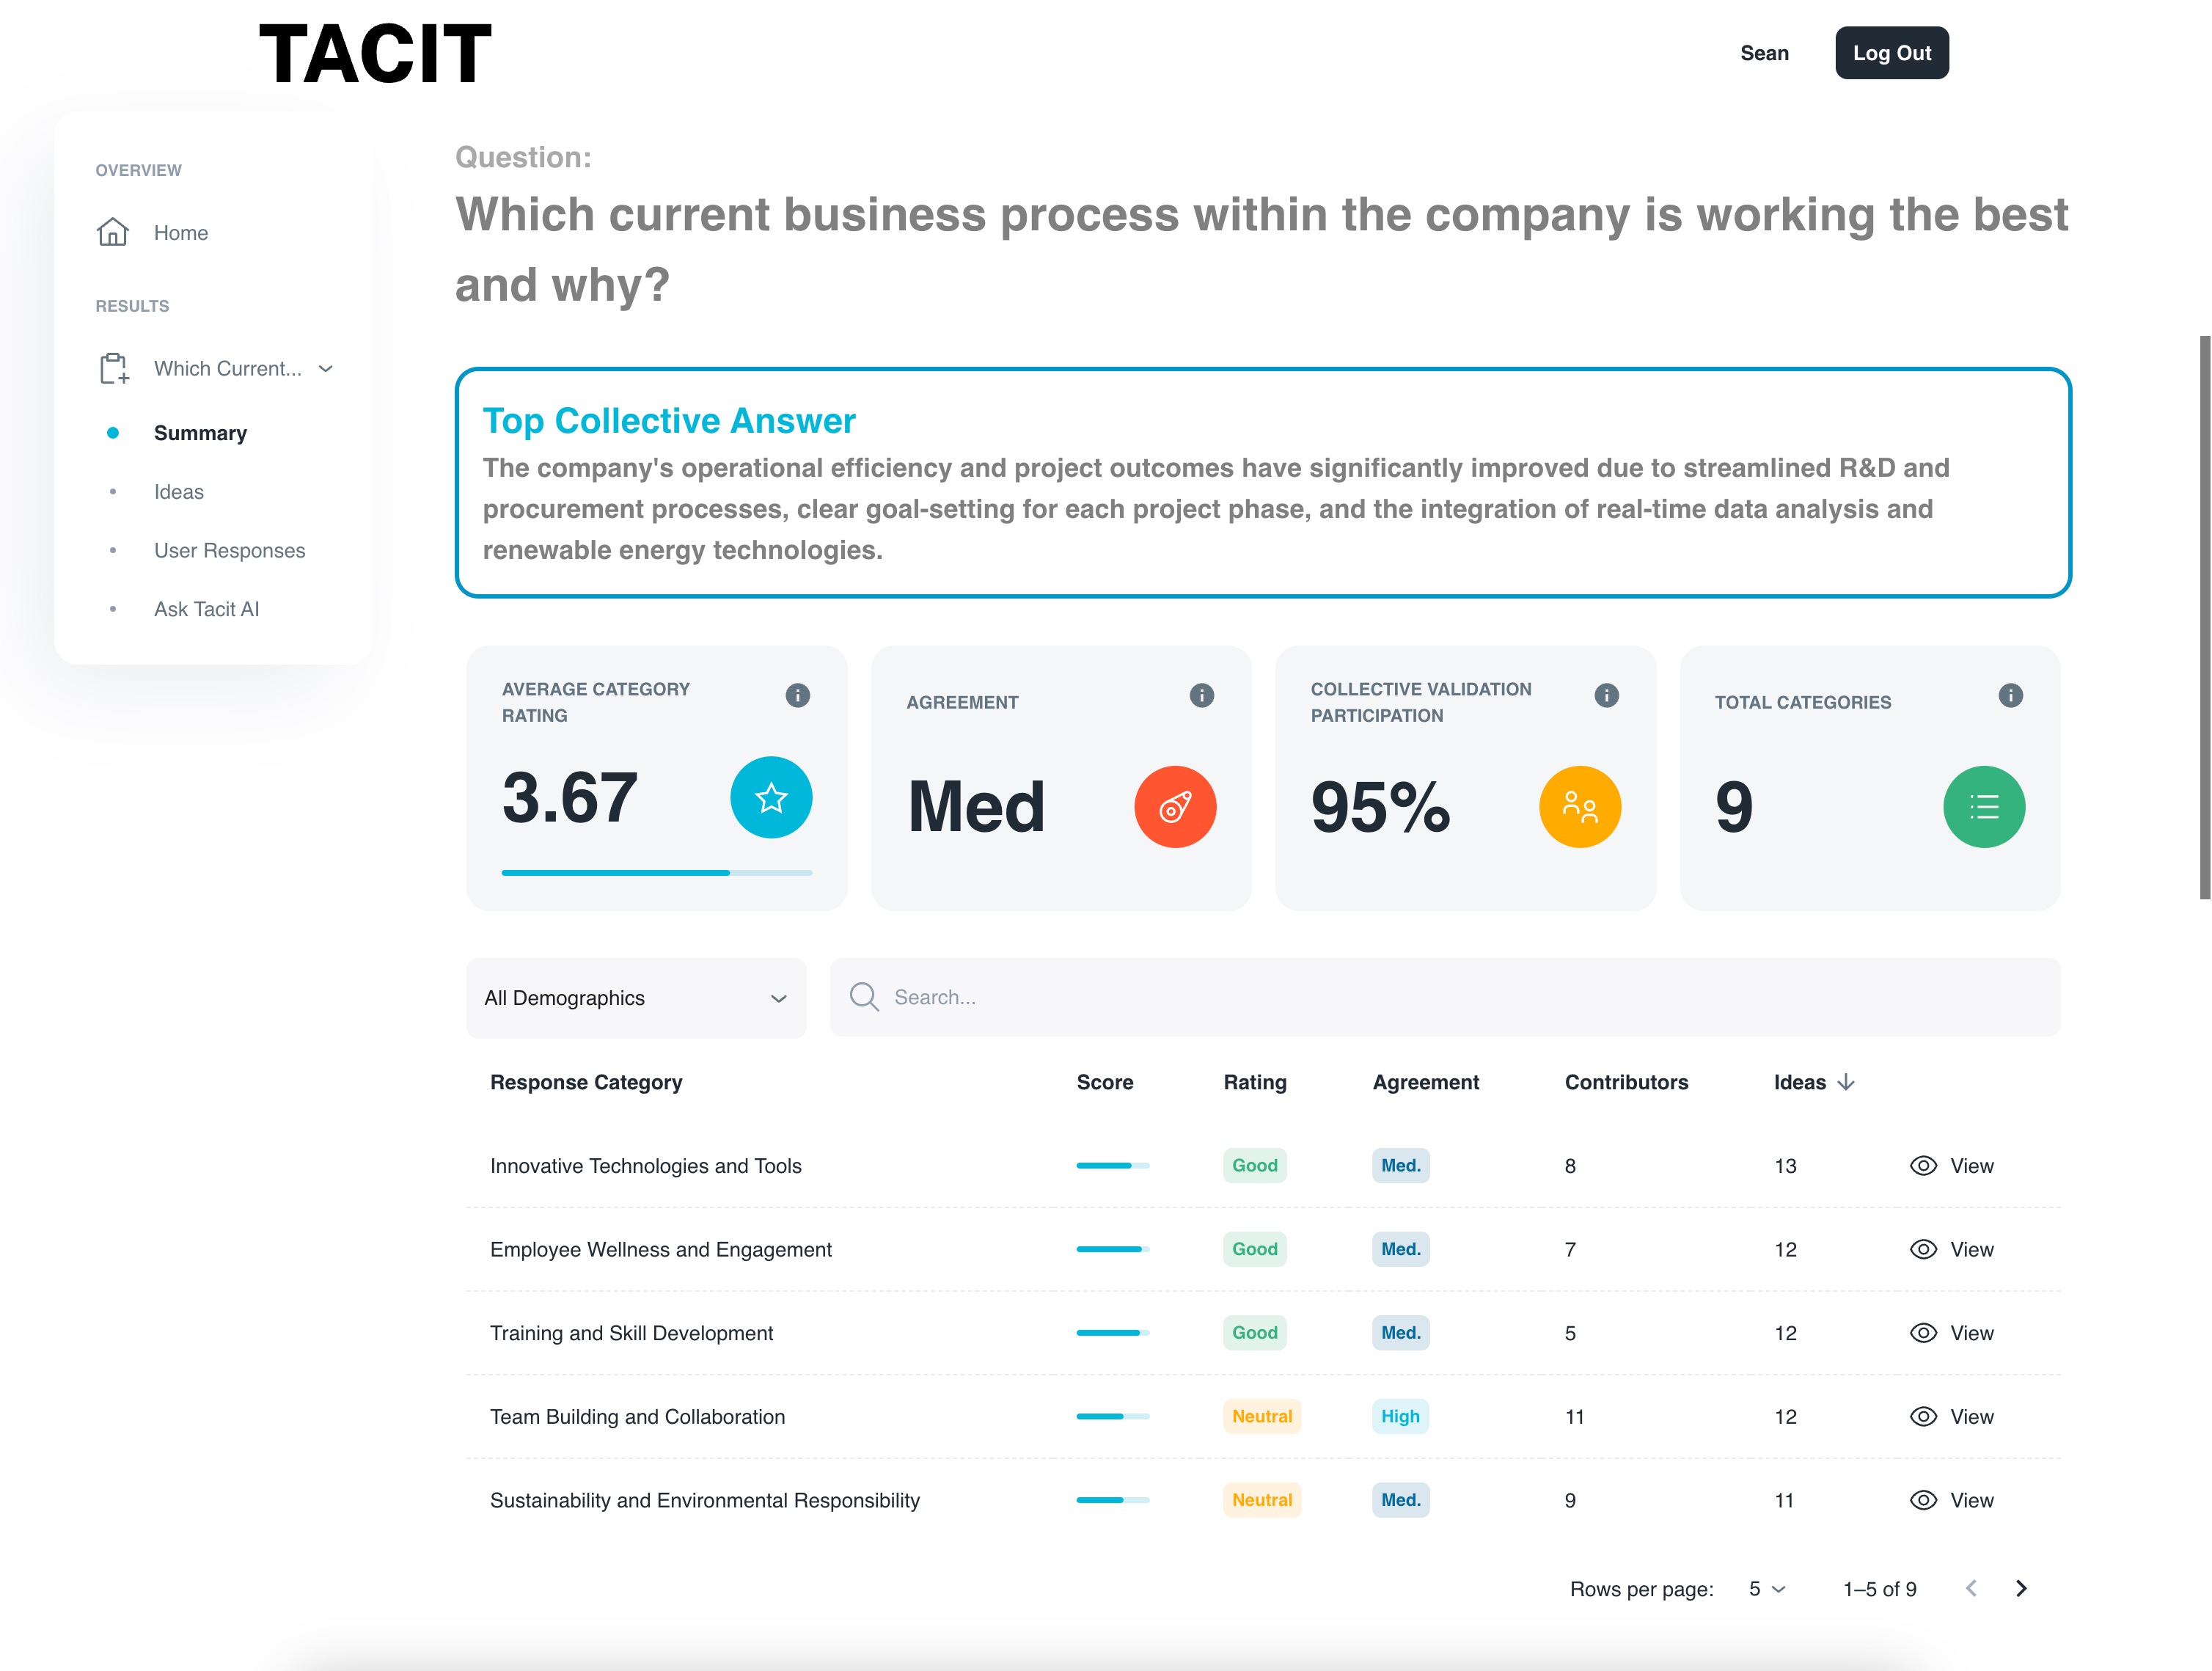 TACIT
Sean
Log Out
OVERVIEW
Home
RESULTS
Which Current...
Summary
Ideas
User Responses
Ask Tacit AI
Question:
Which current business process within the company is working the best
and why?
Top Collective Answer
The company's operational efficiency and project outcomes have significantly improved due to streamlined R&D and
procurement processes, clear goal-setting for each project phase, and the integration of real-time data analysis and
renewable energy technologies.
AVERAGE CATEGORY
RATING
3.67
AGREEMENT
Med
COLLECTIVE VALIDATION
PARTICIPATION
95%
TOTAL CATEGORIES
9
All Demographics
Search...
Response Category Score Rating Agreement Contributors Ideas
Innovative Technologies and Tools Good Med. 8 13 View
Employee Wellness and Engagement Good Med. 7 12 View
Training and Skill Development Good Med. 5 12 View
Team Building and Collaboration Neutral High 11 12 View
Sustainability and Environmental Responsibility Neutral Med. 9 11 View
Rows per page: 5 1–5 of 9